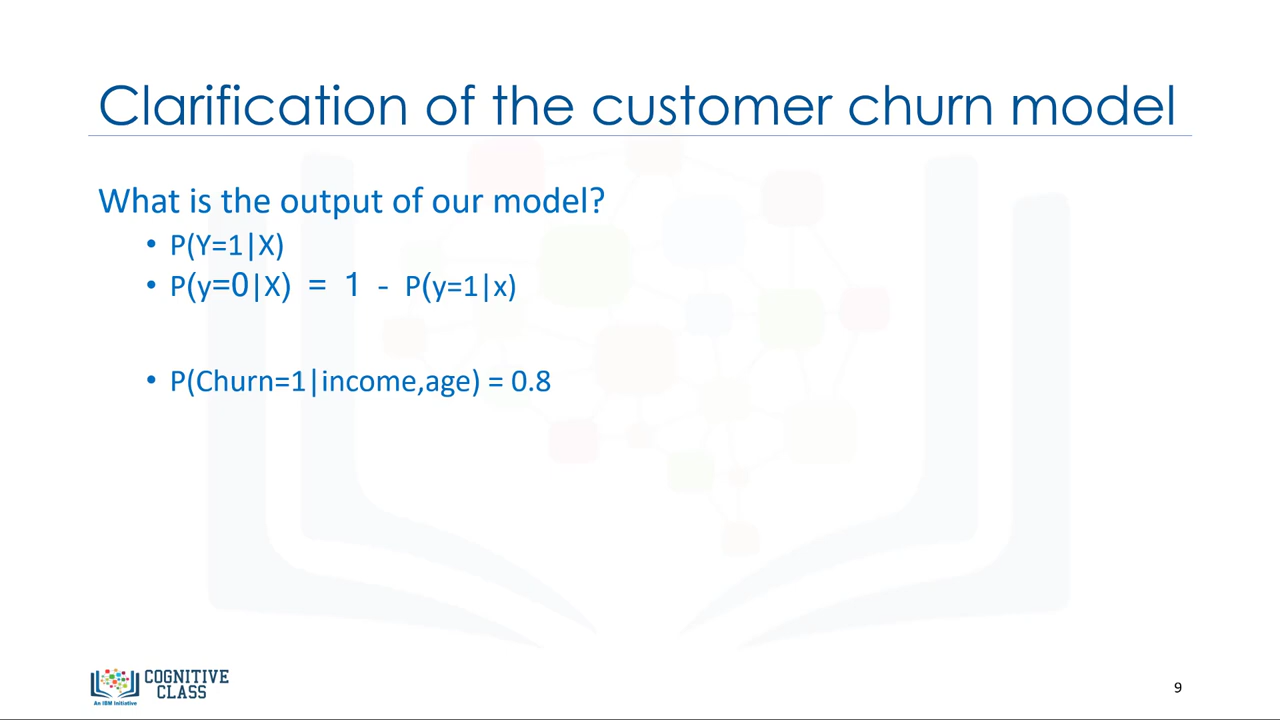 Clarification of the customer churn model
What is the output of our model?
• P(Y=1|X)
• P(y=0|X) = 1 - P(y=1|x)
• P(Churn=1|income,age) = 0.8
COGNITIVE
CLASS
An IBM Initiative
9